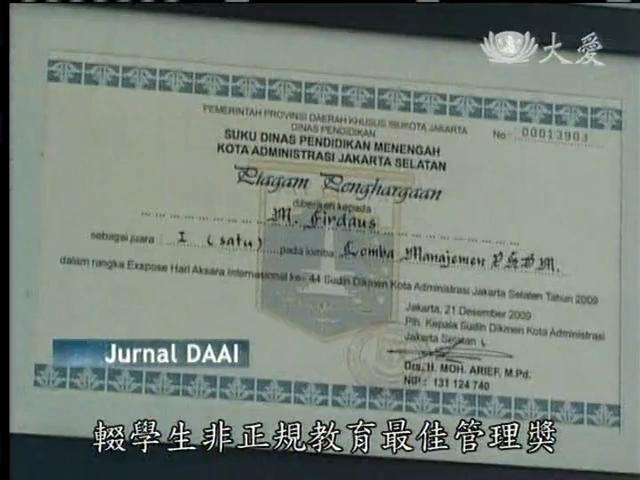 大愛
PEMERINTAH PROVINSI DAERAH KHUSUS IBUKOTA JAKARTA
DINAS PENDIDIKAN
No. 00013903
SUKU DINAS PENDIDIKAN MENENGAH
KOTA ADMINISTRASI JAKARTA SELATAN
Piagam Penghargaan
diberikan kepada
M. Firdaus
sebagai juara I (satu) pada lomba Lomba Manajemen
dalam rangka Exspose Hari Aksara Internasional ke - 44 Sudin Dikmen Kota Administrasi Jakarta Selatan Tahun 2009
Jakarta, 21 Desember 2009
Plh. Kepala Sudin Dikmen Kota Administrasi
Jakarta Selatan
Drs. H. MOH. ARIEF, M.Pd.
NIP : 131 124 740
Jurnal DAAI
輟學生非正規教育最佳管理獎